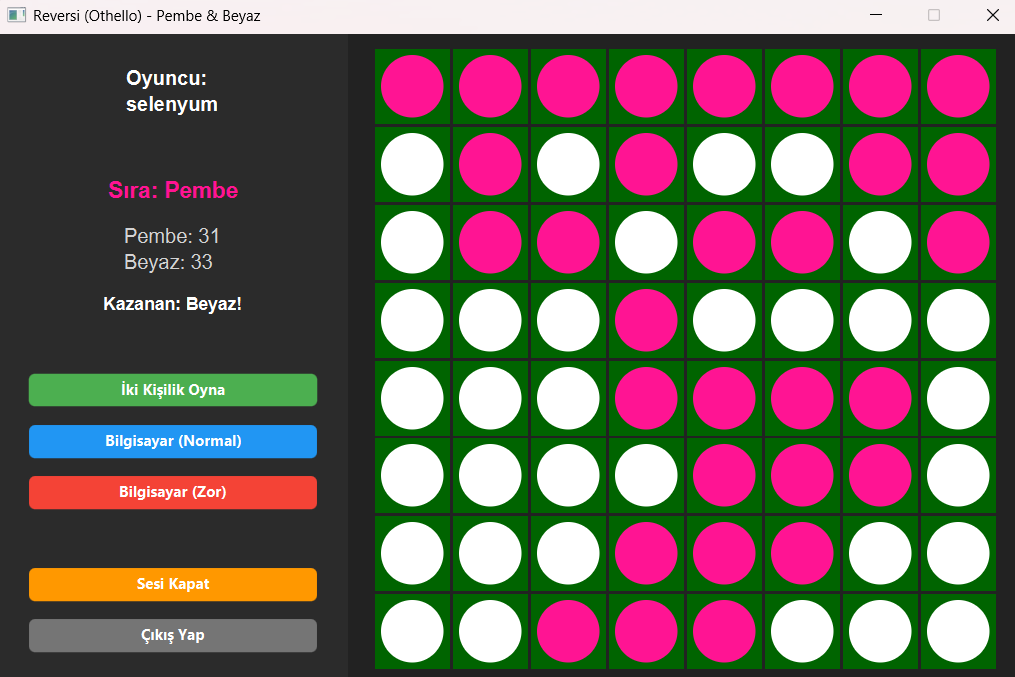 Reversi (Othello) - Pembe & Beyaz
Oyuncu:
selenyum
Sıra: Pembe
Pembe: 31
Beyaz: 33
Kazanan: Beyaz!
İki Kişilik Oyna
Bilgisayar (Normal)
Bilgisayar (Zor)
Sesi Kapat
Çıkış Yap